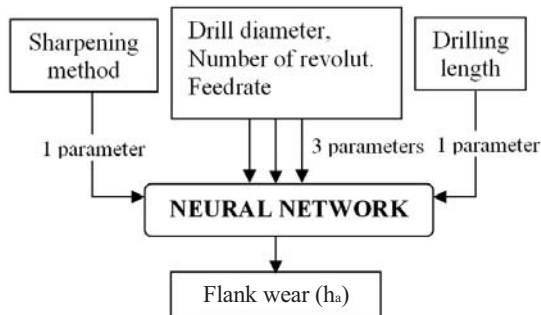 Sharpening
method
Drill diameter,
Number of revolut.
Feedrate
Drilling
length
1 parameter
3 parameters
1 parameter
NEURAL NETWORK
Flank wear (hₐ)